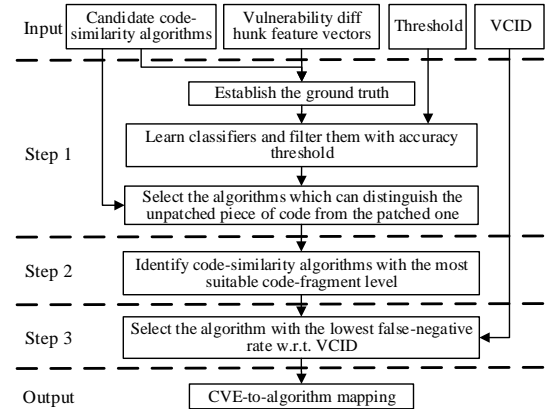 Input
Candidate code-
similarity algorithms
Vulnerability diff
hunk feature vectors
Threshold
VCID
Step 1
Establish the ground truth
Learn classifiers and filter them with accuracy
threshold
Select the algorithms which can distinguish the
unpatched piece of code from the patched one
Step 2
Identify code-similarity algorithms with the most
suitable code-fragment level
Step 3
Select the algorithm with the lowest false-negative
rate w.r.t. VCID
Output
CVE-to-algorithm mapping